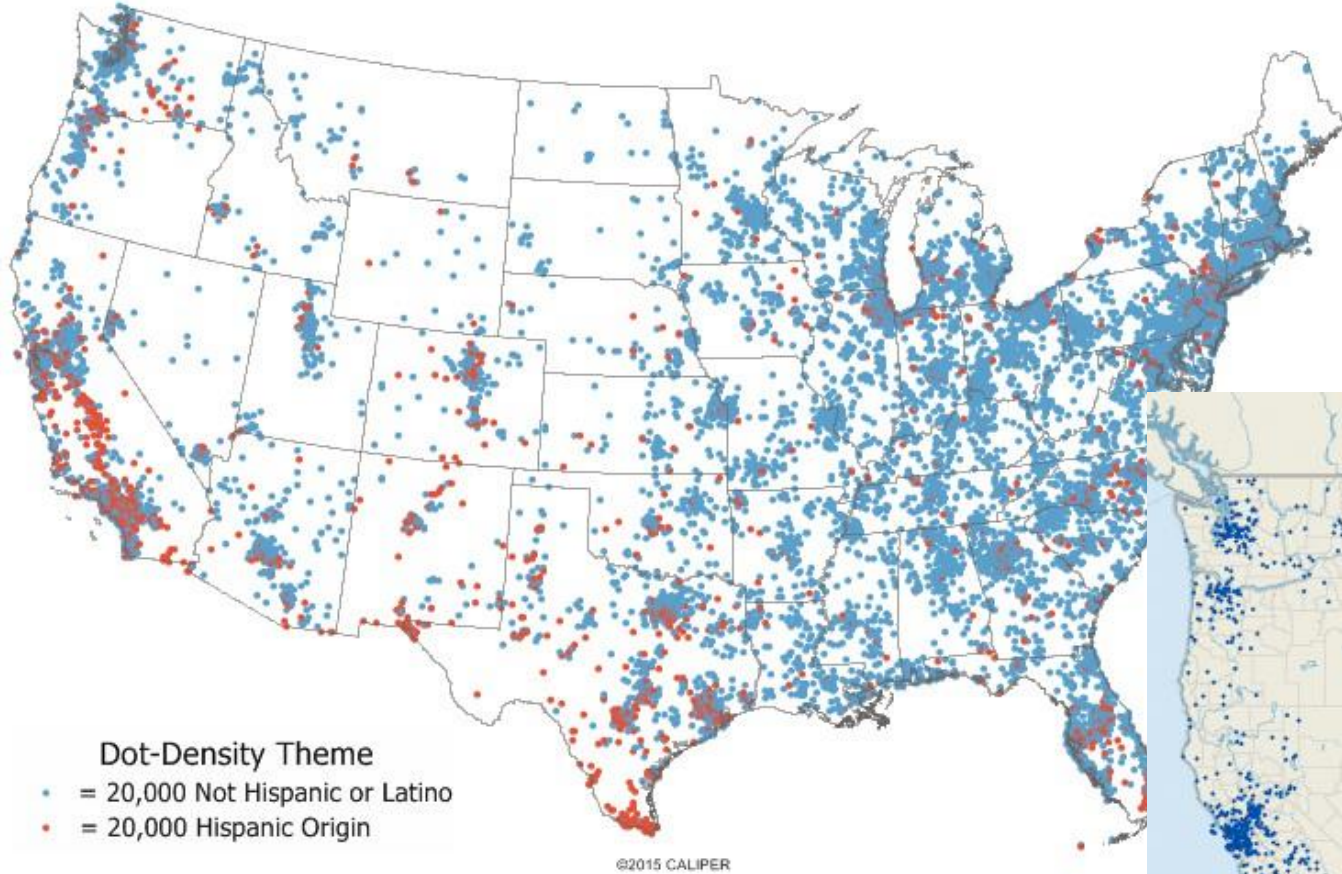 Dot-Density Theme
= 20,000 Not Hispanic or Latino
= 20,000 Hispanic Origin
©2015 CALIPER